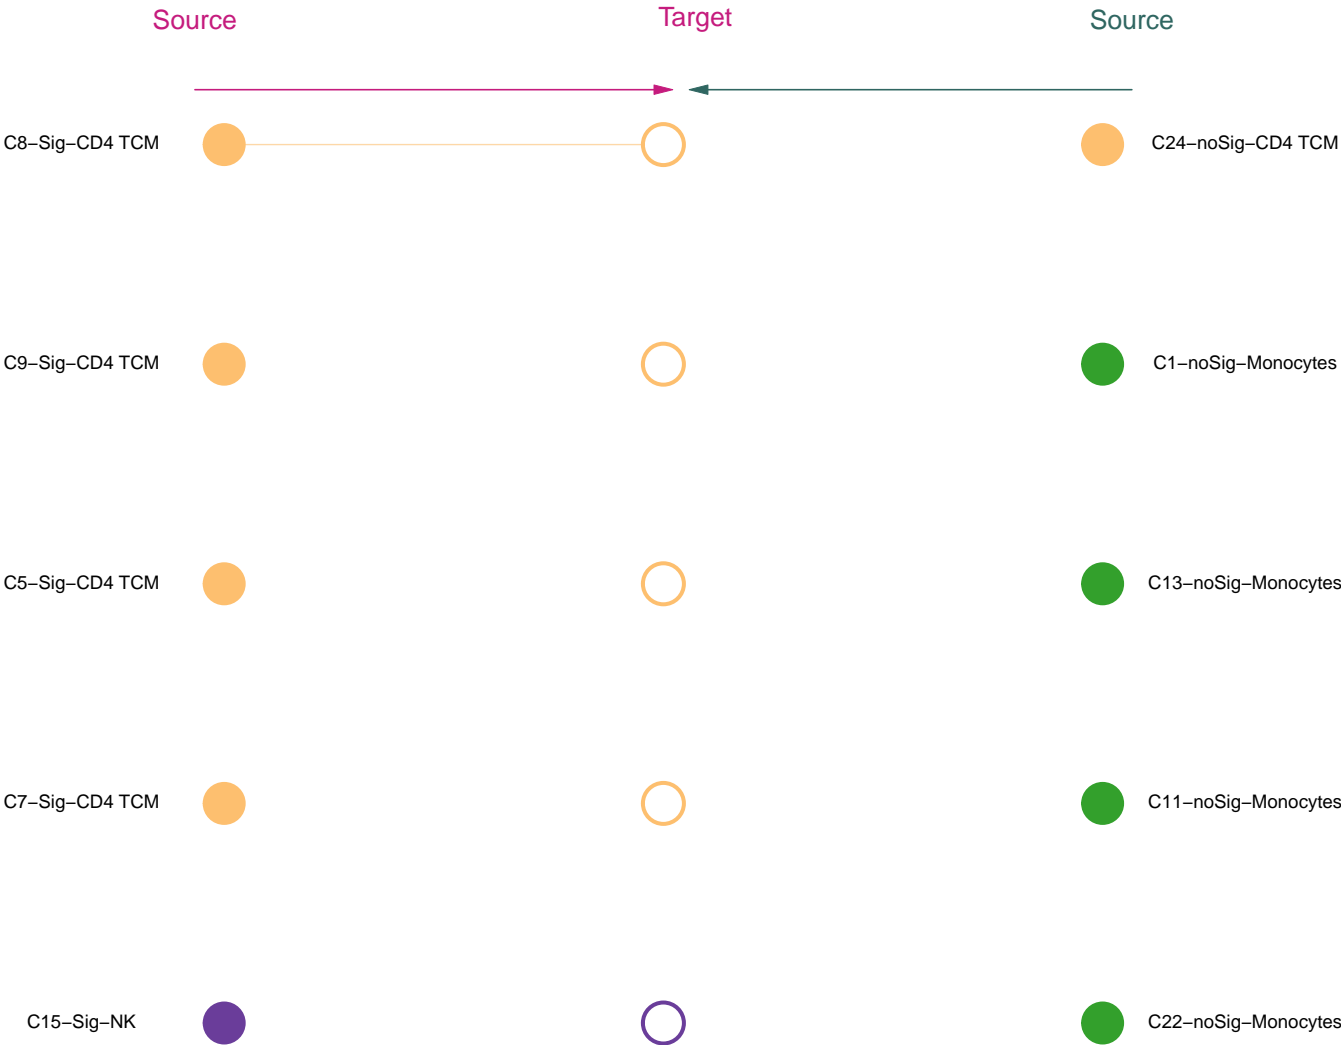 Source
Target
Source
C8−Sig−CD4 TCM
C24−noSig−CD4 TCM
C9−Sig−CD4 TCM
C1−noSig−Monocytes
C5−Sig−CD4 TCM
C13−noSig−Monocytes
C7−Sig−CD4 TCM
C11−noSig−Monocytes
C15−Sig−NK
C22−noSig−Monocytes